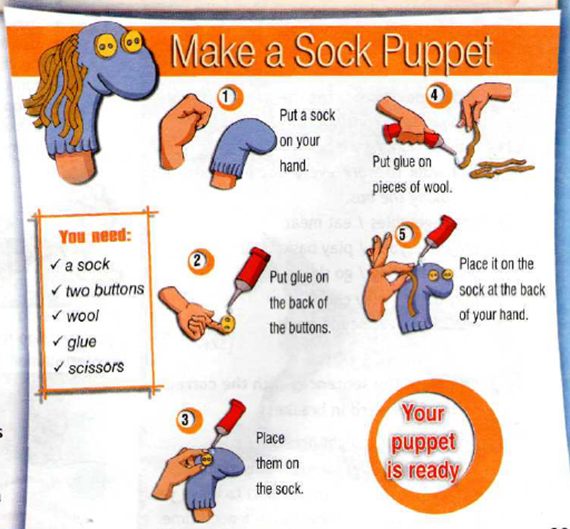 Make a Sock Puppet
You need:
✓ a sock
✓ two buttons
✓ wool
✓ glue
✓ scissors
1
Put a sock
on your
hand.
2
Put glue on
the back of
the buttons.
3
Place
them on
the sock.
4
Put glue on
pieces of wool.
5
Place it on the
sock at the back
of your hand.
Your
puppet
is ready